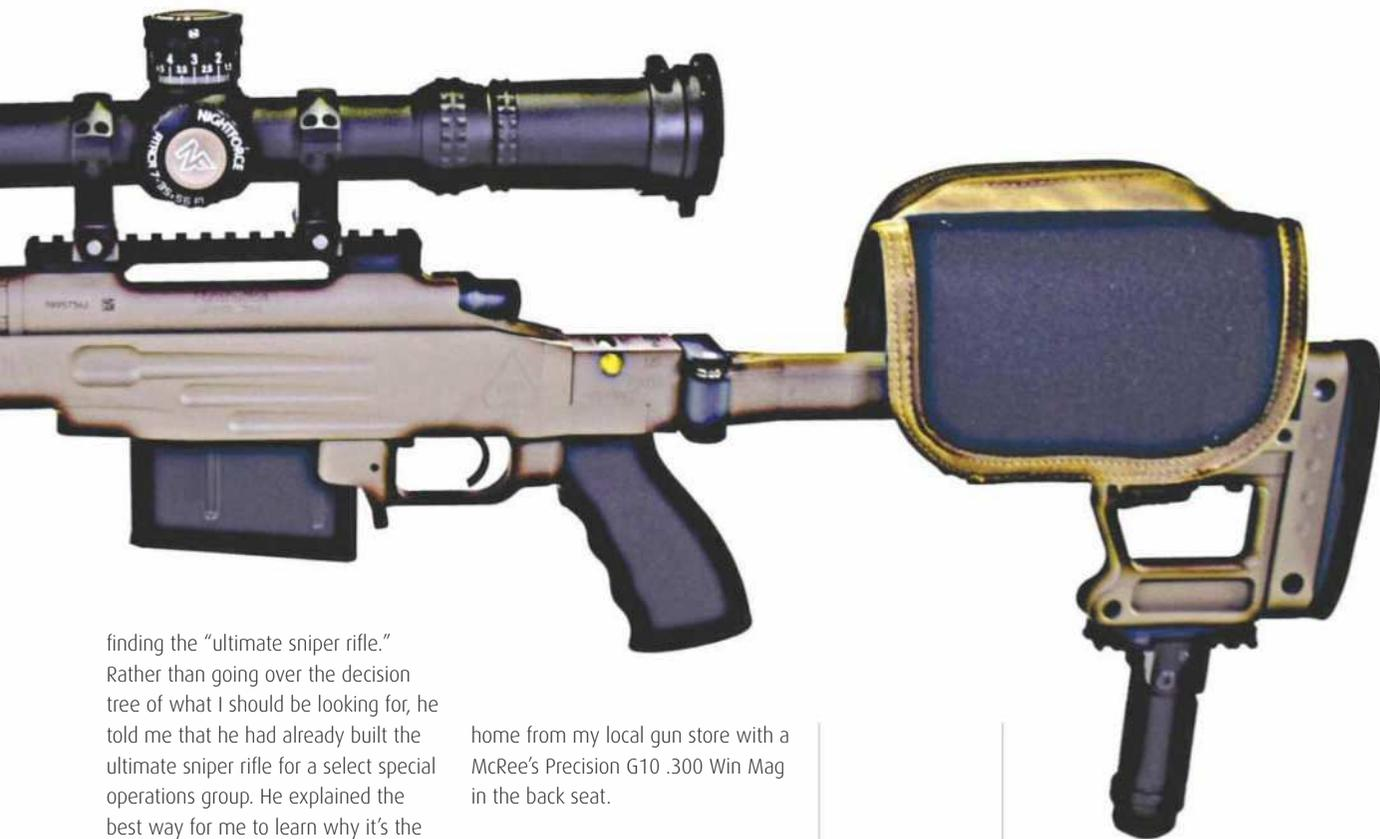 4 3 2
NIGHTFORCE
finding the “ultimate sniper rifle.”
Rather than going over the decision
tree of what I should be looking for, he
told me that he had already built the
ultimate sniper rifle for a select special
operations group. He explained the
best way for me to learn why it’s the
home from my local gun store with a
McRee’s Precision G10 .300 Win Mag
in the back seat.